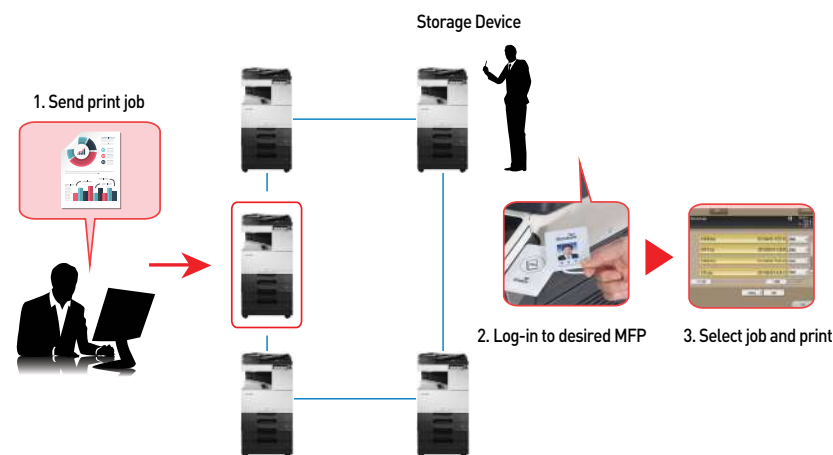 Storage Device
1. Send print job
2. Log-in to desired MFP
3. Select job and print